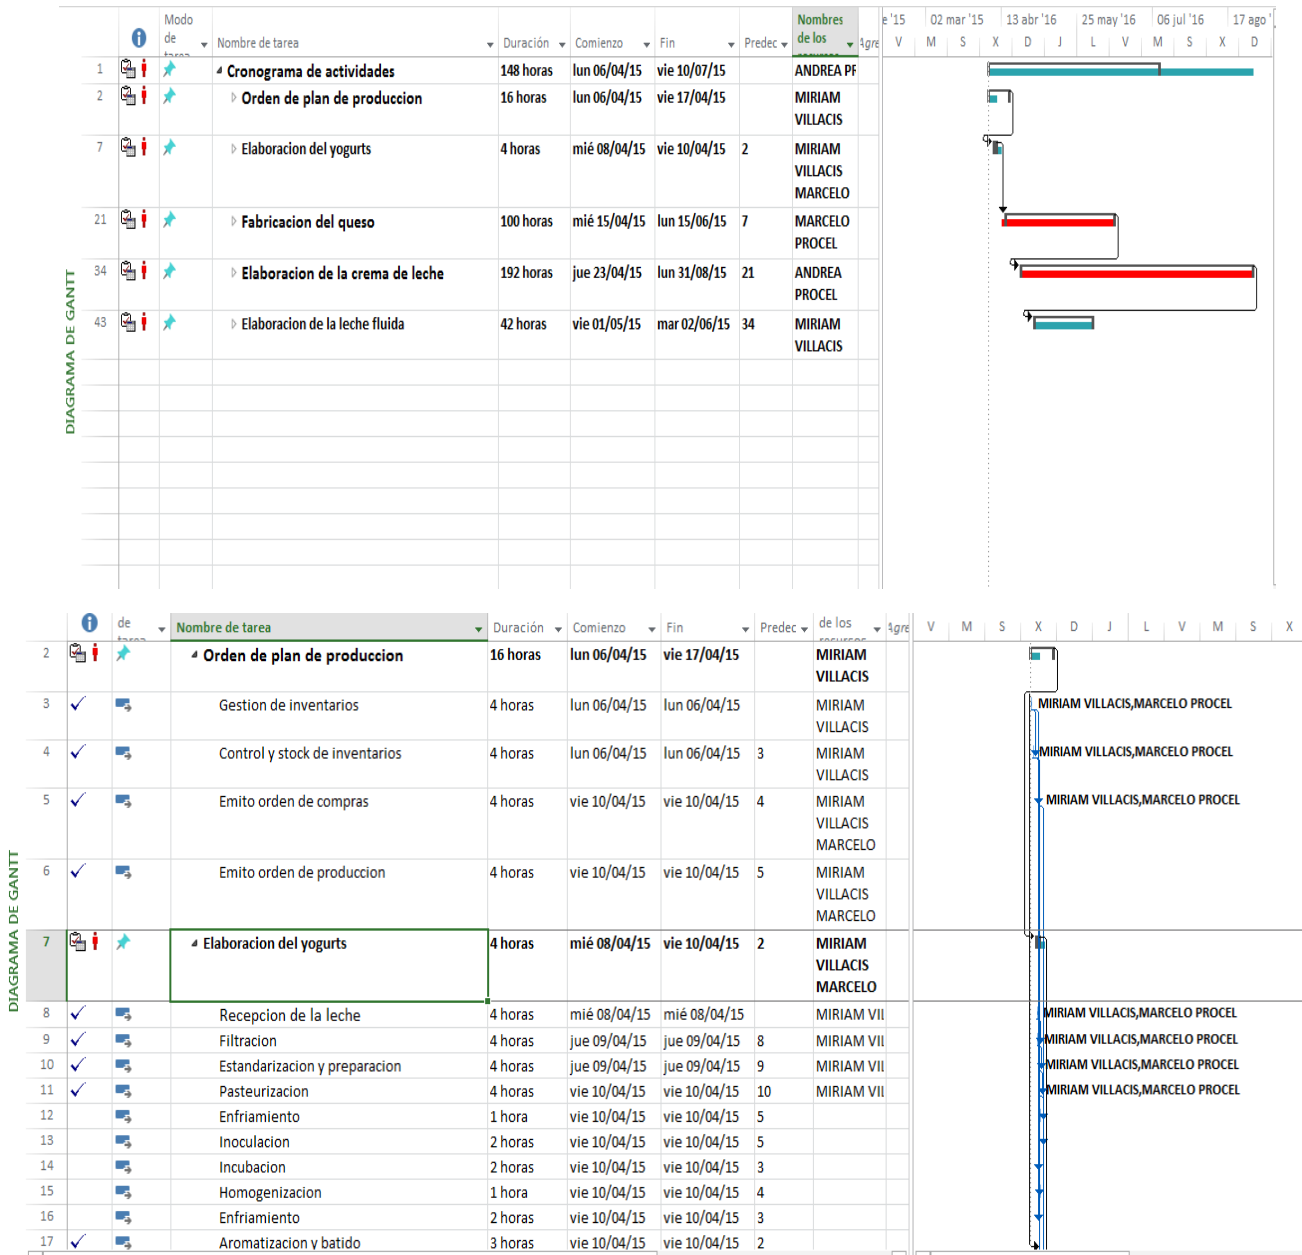 Modo de Nombre de tarea Duración Comienzo Fin Predec Nombres de los Agre e '15 02 mar '15 13 abr '16 25 may '16 06 jul '16 17 ago '
V M S X D J L V M S X D
1 Cronograma de actividades 148 horas lun 06/04/15 vie 10/07/15 ANDREA PF
2 Orden de plan de produccion 16 horas lun 06/04/15 vie 17/04/15 MIRIAM VILLACIS
7 Elaboracion del yogurts 4 horas mié 08/04/15 vie 10/04/15 2 MIRIAM VILLACIS MARCELO
21 Fabricacion del queso 100 horas mié 15/04/15 lun 15/06/15 7 MARCELO PROCEL
34 Elaboracion de la crema de leche 192 horas jue 23/04/15 lun 31/08/15 21 ANDREA PROCEL
43 Elaboracion de la leche fluida 42 horas vie 01/05/15 mar 02/06/15 34 MIRIAM VILLACIS
DIAGRAMA DE GANTT
de Nombre de tarea Duración Comienzo Fin Predec de los Agre V M S X D J L V M S X
2 Orden de plan de produccion 16 horas lun 06/04/15 vie 17/04/15 MIRIAM VILLACIS
3 Gestion de inventarios 4 horas lun 06/04/15 lun 06/04/15 MIRIAM VILLACIS MIRIAM VILLACIS,MARCELO PROCEL
4 Control y stock de inventarios 4 horas lun 06/04/15 lun 06/04/15 3 MIRIAM VILLACIS MIRIAM VILLACIS,MARCELO PROCEL
5 Emito orden de compras 4 horas vie 10/04/15 vie 10/04/15 4 MIRIAM VILLACIS MARCELO MIRIAM VILLACIS,MARCELO PROCEL
6 Emito orden de produccion 4 horas vie 10/04/15 vie 10/04/15 5 MIRIAM VILLACIS MARCELO
7 Elaboracion del yogurts 4 horas mié 08/04/15 vie 10/04/15 2 MIRIAM VILLACIS MARCELO
8 Recepcion de la leche 4 horas mié 08/04/15 mié 08/04/15 MIRIAM VIL MIRIAM VILLACIS,MARCELO PROCEL
9 Filtracion 4 horas jue 09/04/15 jue 09/04/15 8 MIRIAM VIL MIRIAM VILLACIS,MARCELO PROCEL
10 Estandarizacion y preparacion 4 horas jue 09/04/15 jue 09/04/15 9 MIRIAM VIL MIRIAM VILLACIS,MARCELO PROCEL
11 Pasteurizacion 4 horas vie 10/04/15 vie 10/04/15 10 MIRIAM VIL MIRIAM VILLACIS,MARCELO PROCEL
12 Enfriamiento 1 hora vie 10/04/15 vie 10/04/15 5
13 Inoculacion 2 horas vie 10/04/15 vie 10/04/15 5
14 Incubacion 2 horas vie 10/04/15 vie 10/04/15 3
15 Homogenizacion 1 hora vie 10/04/15 vie 10/04/15 4
16 Enfriamiento 2 horas vie 10/04/15 vie 10/04/15 3
17 Aromatizacion y batido 3 horas vie 10/04/15 vie 10/04/15 2
DIAGRAMA DE GANTT